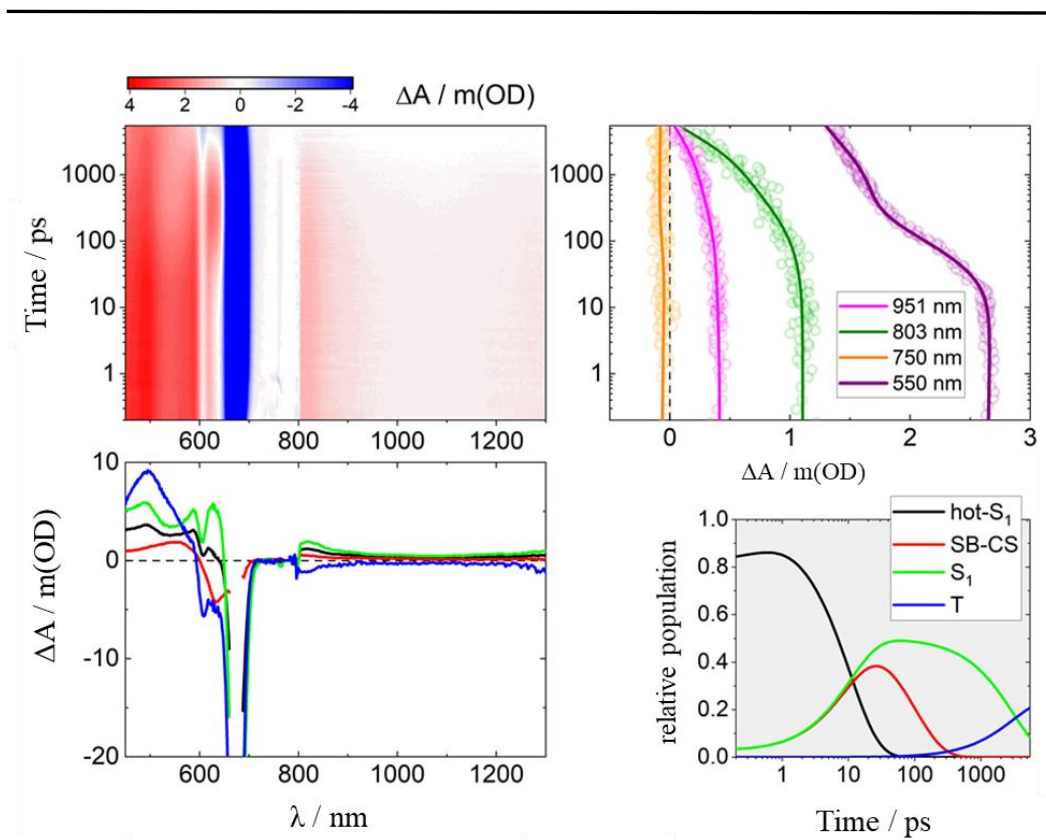 4 2 0 -2 -4
ΔA / m(OD)
Time / ps
1000
100
10
1
600 800 1000 1200
1000
100
10
1
951 nm
803 nm
750 nm
550 nm
0 1 2 3
ΔA / m(OD)
ΔA / m(OD)
10
0
-10
-20
600 800 1000 1200
λ / nm
relative population
1.0
0.8
0.6
0.4
0.2
0.0
hot-S₁
SB-CS
S₁
T
1 10 100 1000
Time / ps